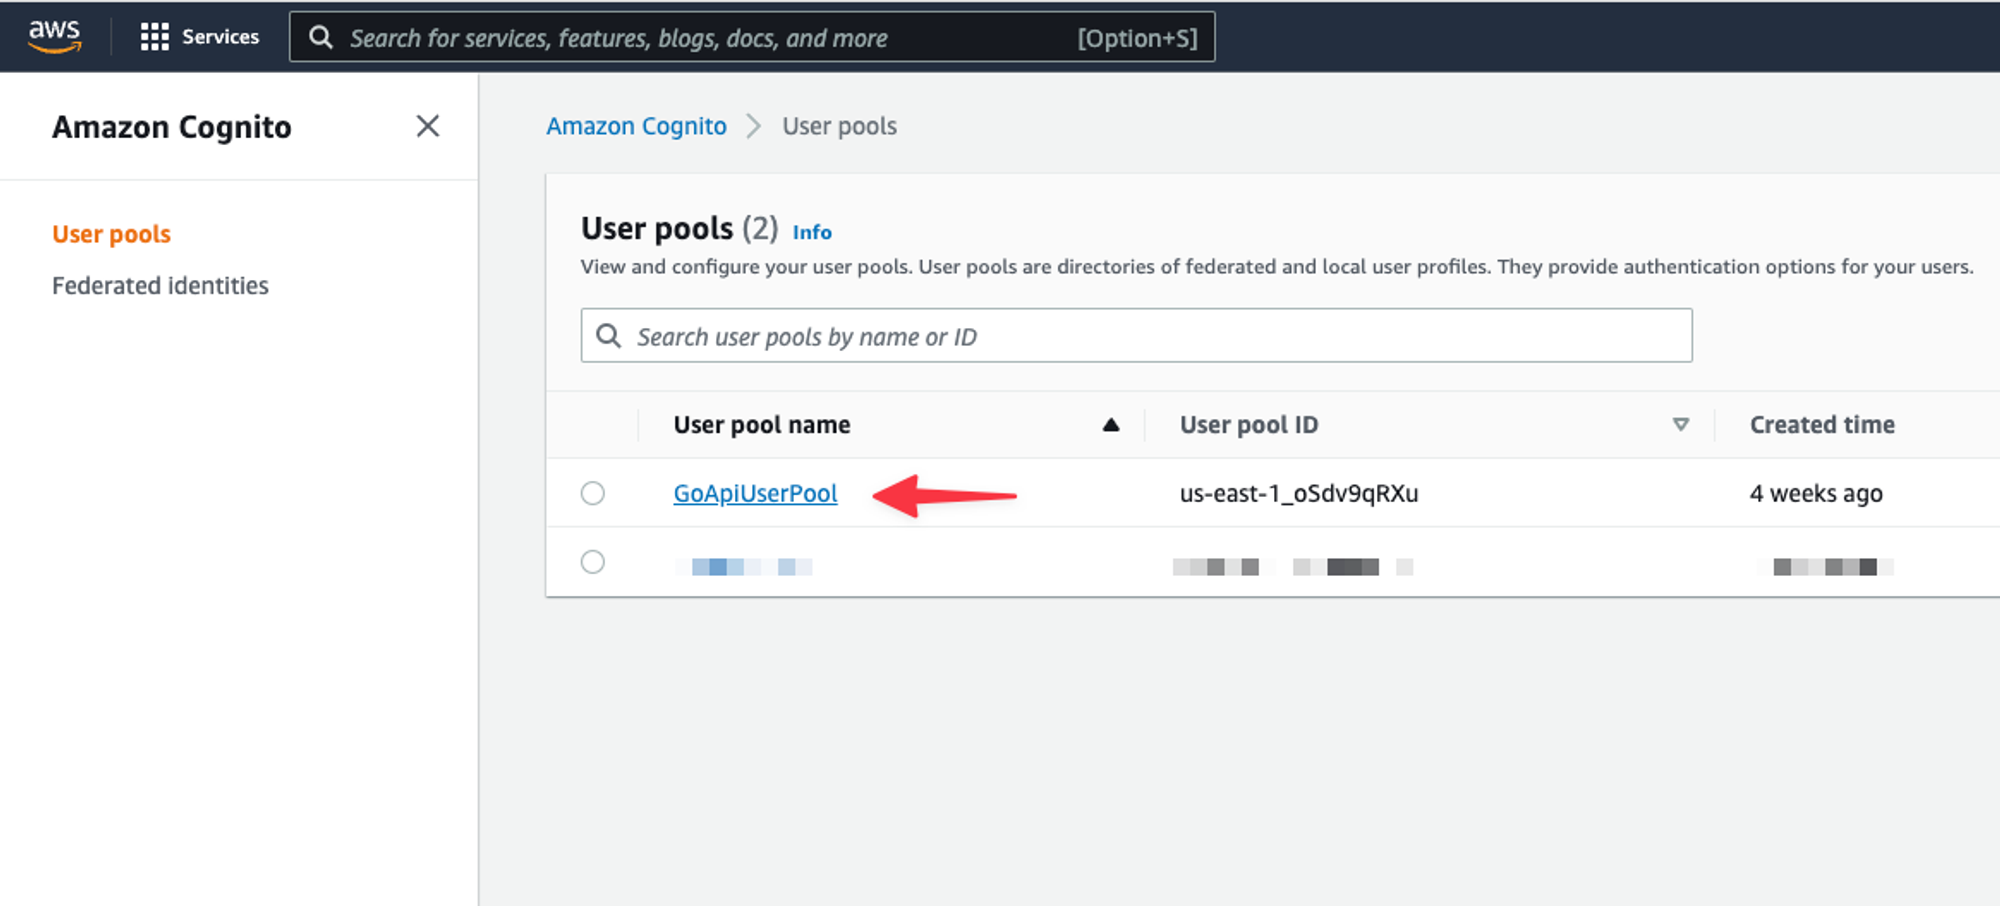 aws Services Search for services, features, blogs, docs, and more [Option+S]
Amazon Cognito
User pools
Federated identities
Amazon Cognito User pools
User pools (2) Info
View and configure your user pools. User pools are directories of federated and local user profiles. They provide authentication options for your users.
Search user pools by name or ID
User pool name User pool ID Created time
GoApiUserPool us-east-1_oSdv9qRXu 4 weeks ago